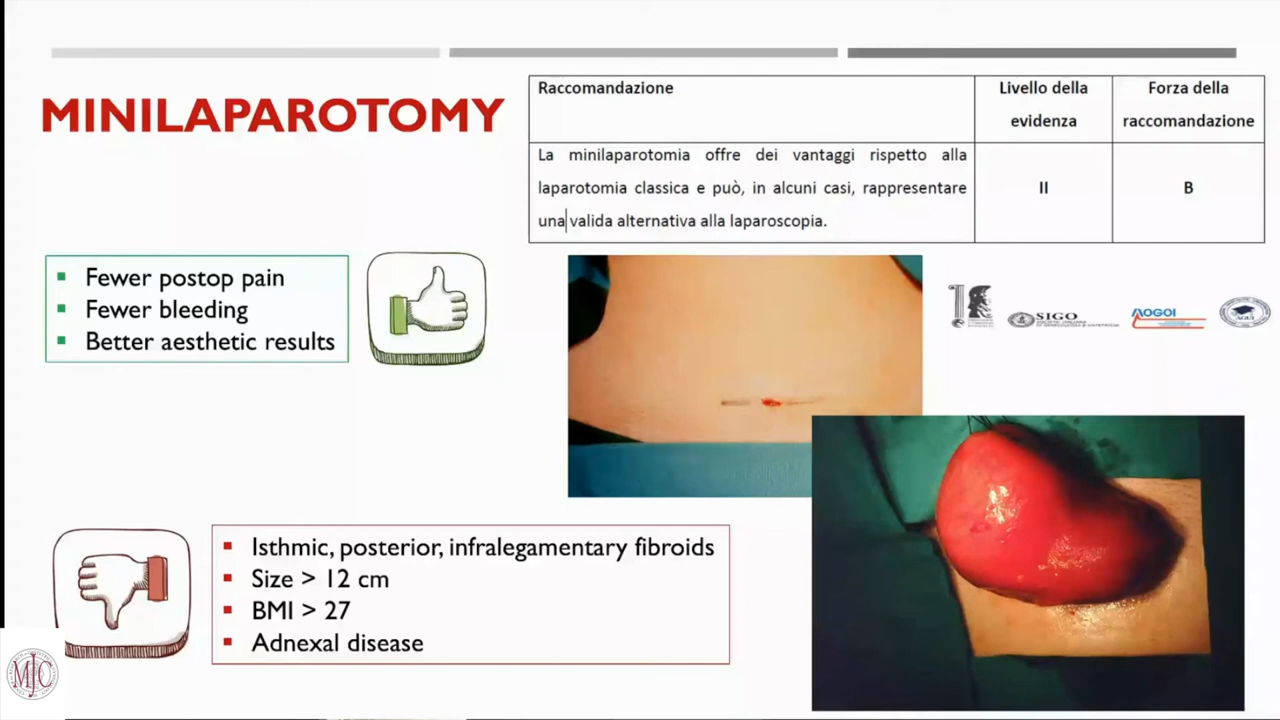 MINILAPAROTOMY
Raccomandazione
Livello della
evidenza
Forza della
raccomandazione
La minilaparotomia offre dei vantaggi rispetto alla
laparotomia classica e può, in alcuni casi, rappresentare
una valida alternativa alla laparoscopia.
II
B
Fewer postop pain
Fewer bleeding
Better aesthetic results
SIGO
AOGOI
AGUI
Isthmic, posterior, infralegamentary fibroids
Size > 12 cm
BMI > 27
Adnexal disease
MJC